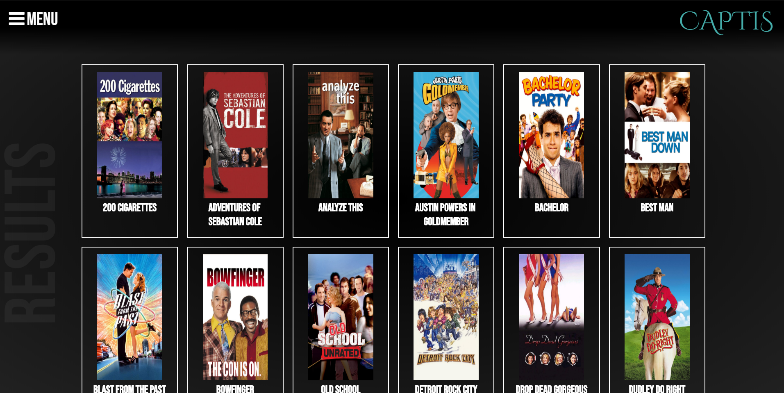 MENU
CAPTIS
RESULTS
200 Cigarettes
THE ADVENTURES OF
SEBASTIAN
COLE
analyze
this
AUSTIN POWERS
GOLDMEMBER
BACHELOR
PARTY
BEST MAN
DOWN
200 CIGARETTES
ADVENTURES OF
SEBASTIAN COLE
ANALYZE THIS
AUSTIN POWERS IN
GOLDMEMBER
BACHELOR
BEST MAN
BLAST
FROM THE
PAST
BOWFINGER
THE CON IS ON.
OLD
SCHOOL
UNRATED
DETROIT ROCK CITY
Drop Dead Gorgeous
DUDLEY
DO-RIGHT
BLAST FROM THE PAST
BOWFINGER
OLD SCHOOL
DETROIT ROCK CITY
DROP DEAD GORGEOUS
DUDLEY DO RIGHT